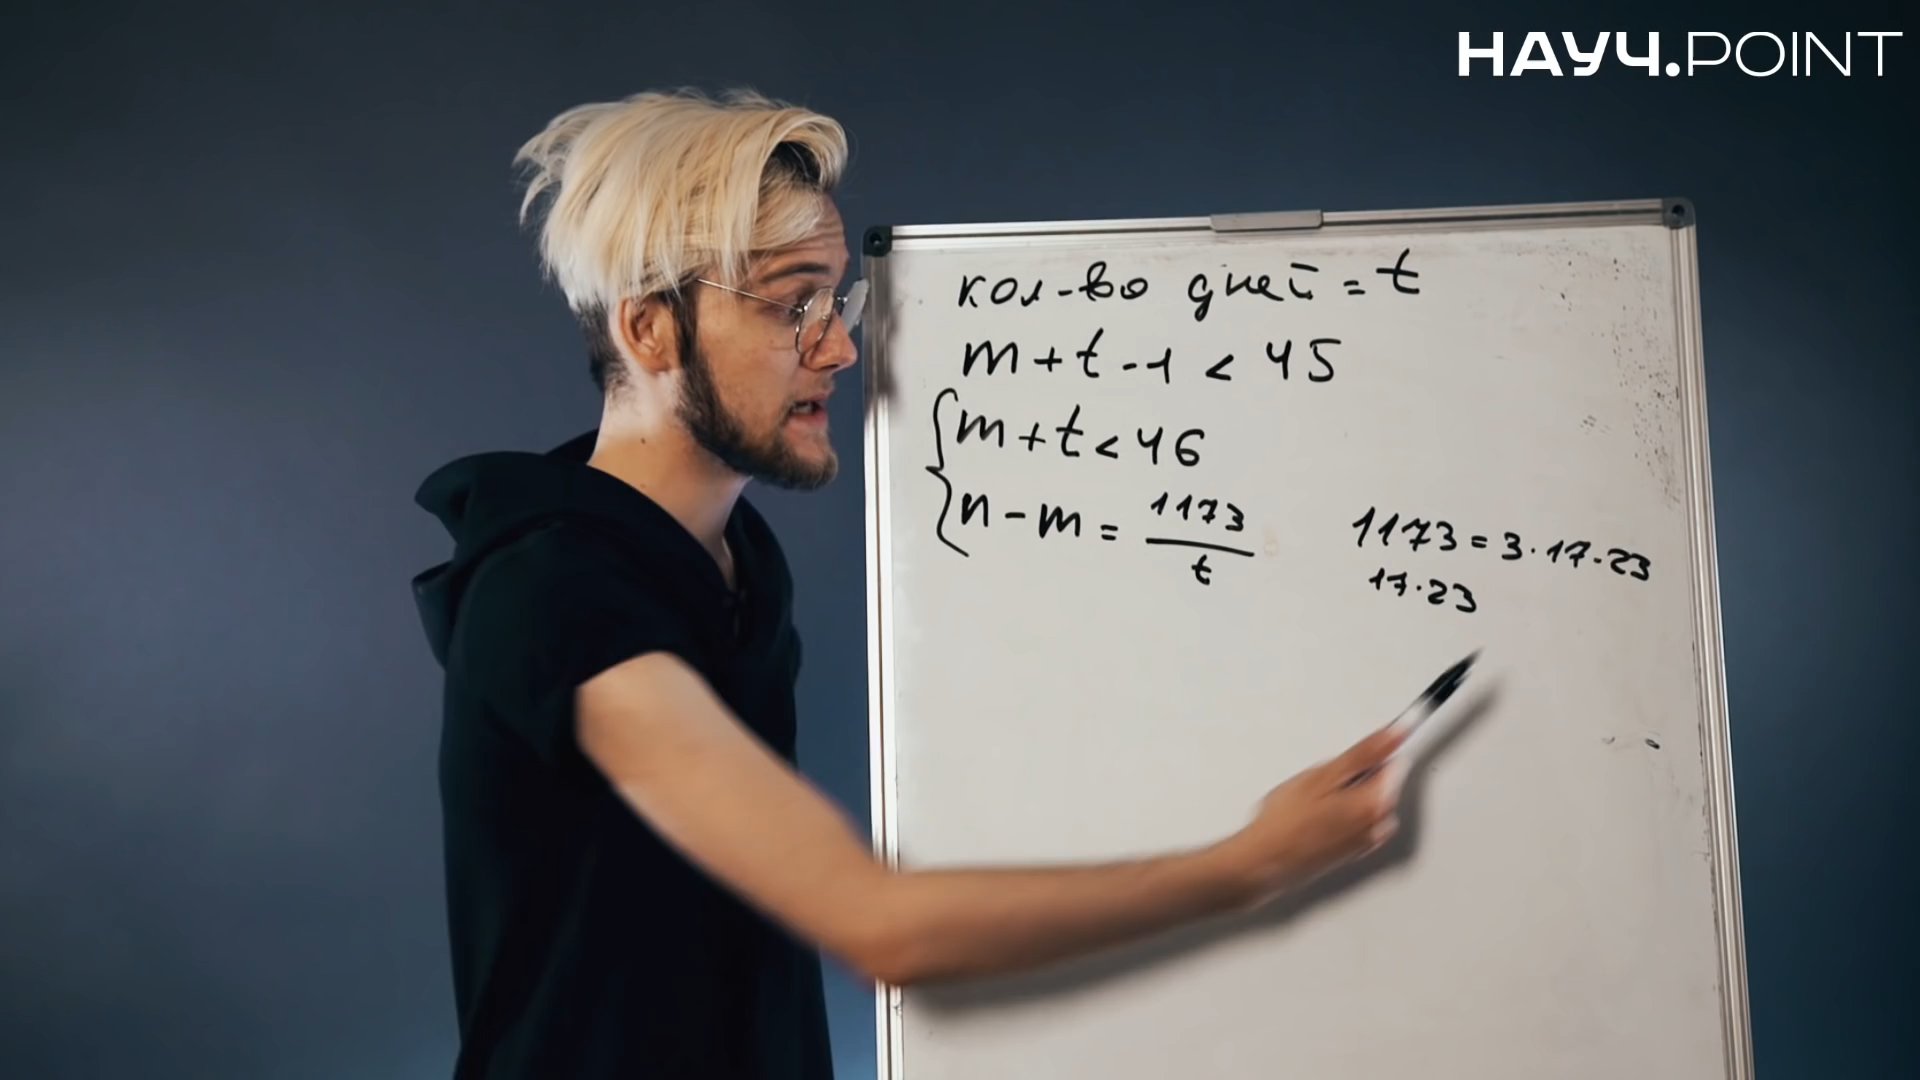 НАУЧ.POINT
кол-во дней = t
m + t - 1 < 45
m + t < 46
n - m = 1173/t
1173 = 3 · 17 · 23
17 · 23